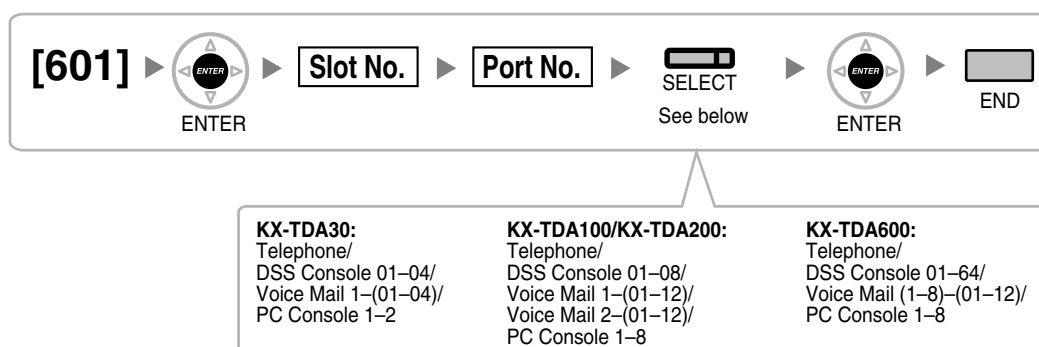 [601] ENTER Slot No. Port No. SELECT ENTER END
ENTER See below ENTER
KX-TDA30:
Telephone/
DSS Console 01–04/
Voice Mail 1–(01–04)/
PC Console 1–2
KX-TDA100/KX-TDA200:
Telephone/
DSS Console 01–08/
Voice Mail 1–(01–12)/
Voice Mail 2–(01–12)/
PC Console 1–8
KX-TDA600:
Telephone/
DSS Console 01–64/
Voice Mail (1–8)–(01–12)/
PC Console 1–8